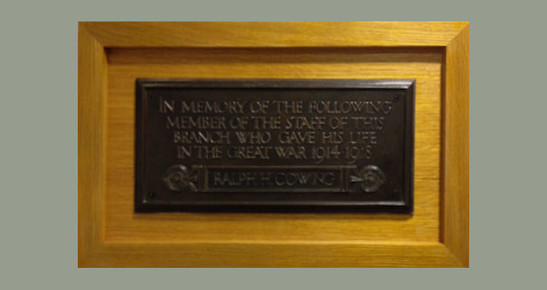 IN MEMORY OF THE FOLLOWING
MEMBER OF THE STAFF OF THIS
BRANCH WHO GAVE HIS LIFE
IN THE GREAT WAR 1914-1918
RALPH H. COWING